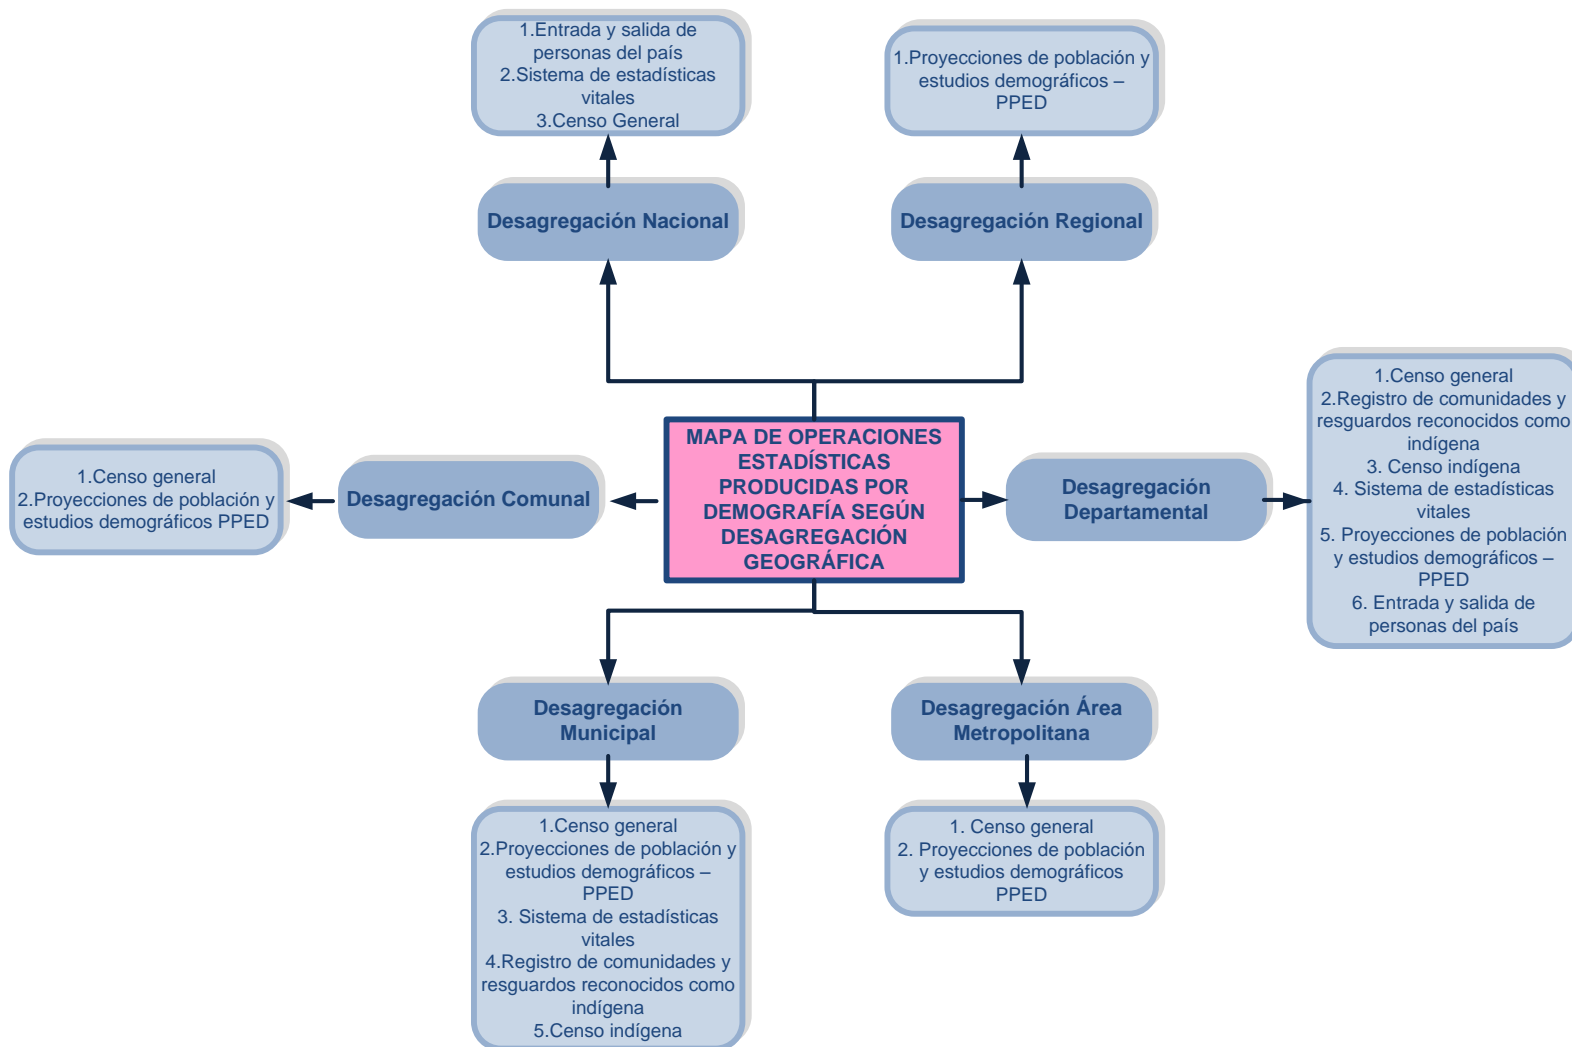 1.Entrada y salida de
personas del país
2.Sistema de estadísticas
vitales
3.Censo General
1.Proyecciones de población y
estudios demográficos –
PPED
Desagregación Nacional
Desagregación Regional
1.Censo general
2.Proyecciones de población y
estudios demográficos PPED
Desagregación Comunal
MAPA DE OPERACIONES
ESTADÍSTICAS
PRODUCIDAS POR
DEMOGRAFÍA SEGÚN
DESAGREGACIÓN
GEOGRÁFICA
Desagregación
Departamental
1.Censo general
2.Registro de comunidades y
resguardos reconocidos como
indígena
3. Censo indígena
4. Sistema de estadísticas
vitales
5. Proyecciones de población
y estudios demográficos –
PPED
6. Entrada y salida de
personas del país
Desagregación
Municipal
Desagregación Área
Metropolitana
1.Censo general
2.Proyecciones de población y
estudios demográficos –
PPED
3. Sistema de estadísticas
vitales
4.Registro de comunidades y
resguardos reconocidos como
indígena
5.Censo indígena
1. Censo general
2. Proyecciones de población
y estudios demográficos
PPED